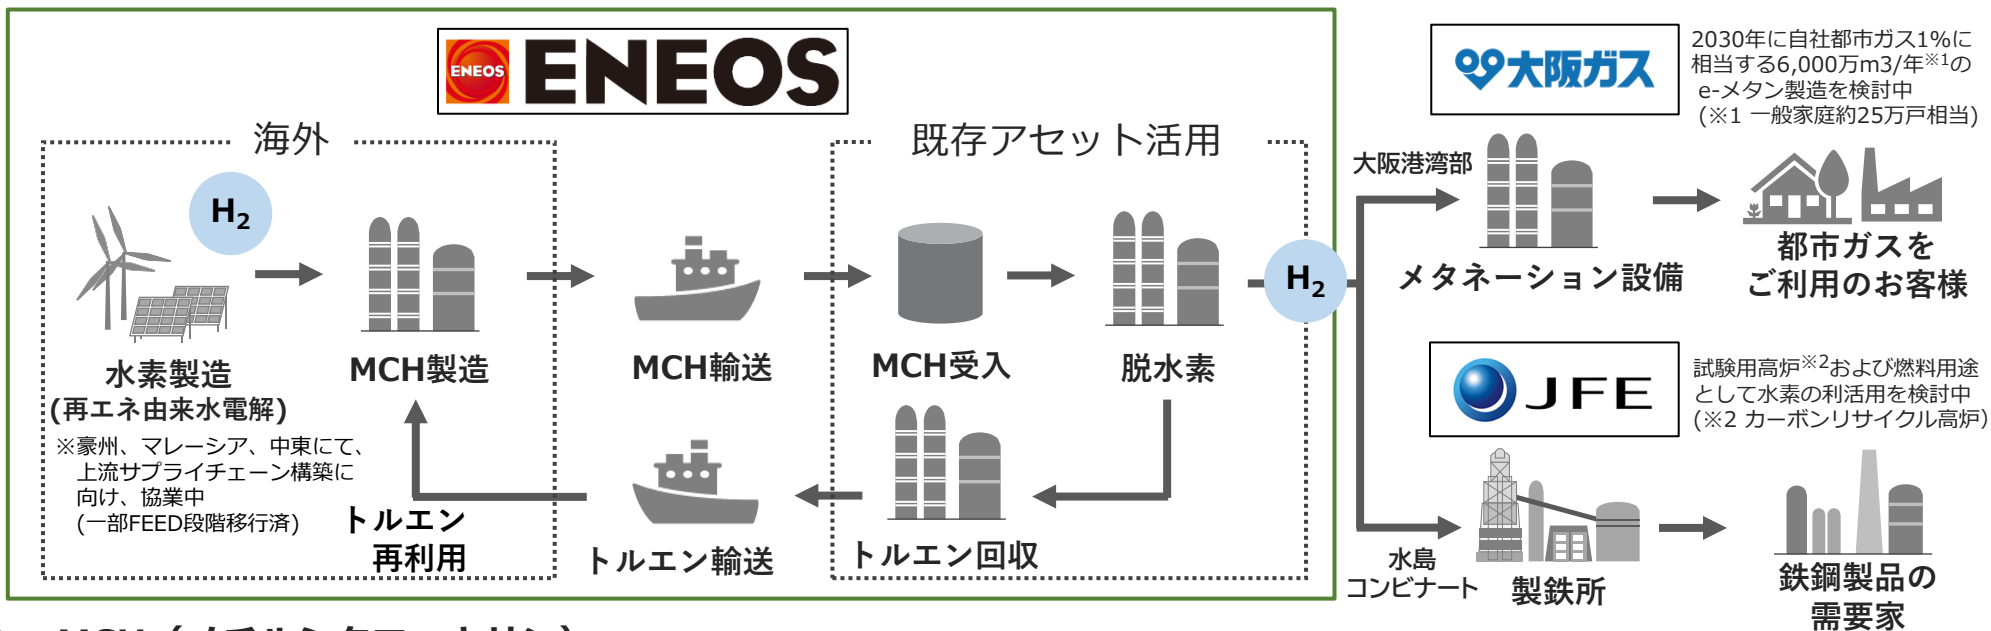 ENEOS
ENEOS
海外
既存アセット活用
H2
水素製造
(再エネ由来水電解)
※豪州、マレーシア、中東にて、
上流サプライチェーン構築に
向け、協業中
(一部FEED段階移行済)
MCH製造
MCH輸送
MCH受入
脱水素
H2
トルエン
再利用
トルエン輸送
トルエン回収
大阪ガス
2030年に自社都市ガス1%に
相当する6,000万m3/年※1の
e-メタン製造を検討中
(※1 一般家庭約25万戸相当)
大阪港湾部
メタネーション設備
都市ガスを
ご利用のお客様
JFE
試験用高炉※2および燃料用途
として水素の利活用を検討中
(※2 カーボンリサイクル高炉)
水島
コンビナート
製鉄所
鉄鋼製品の
需要家